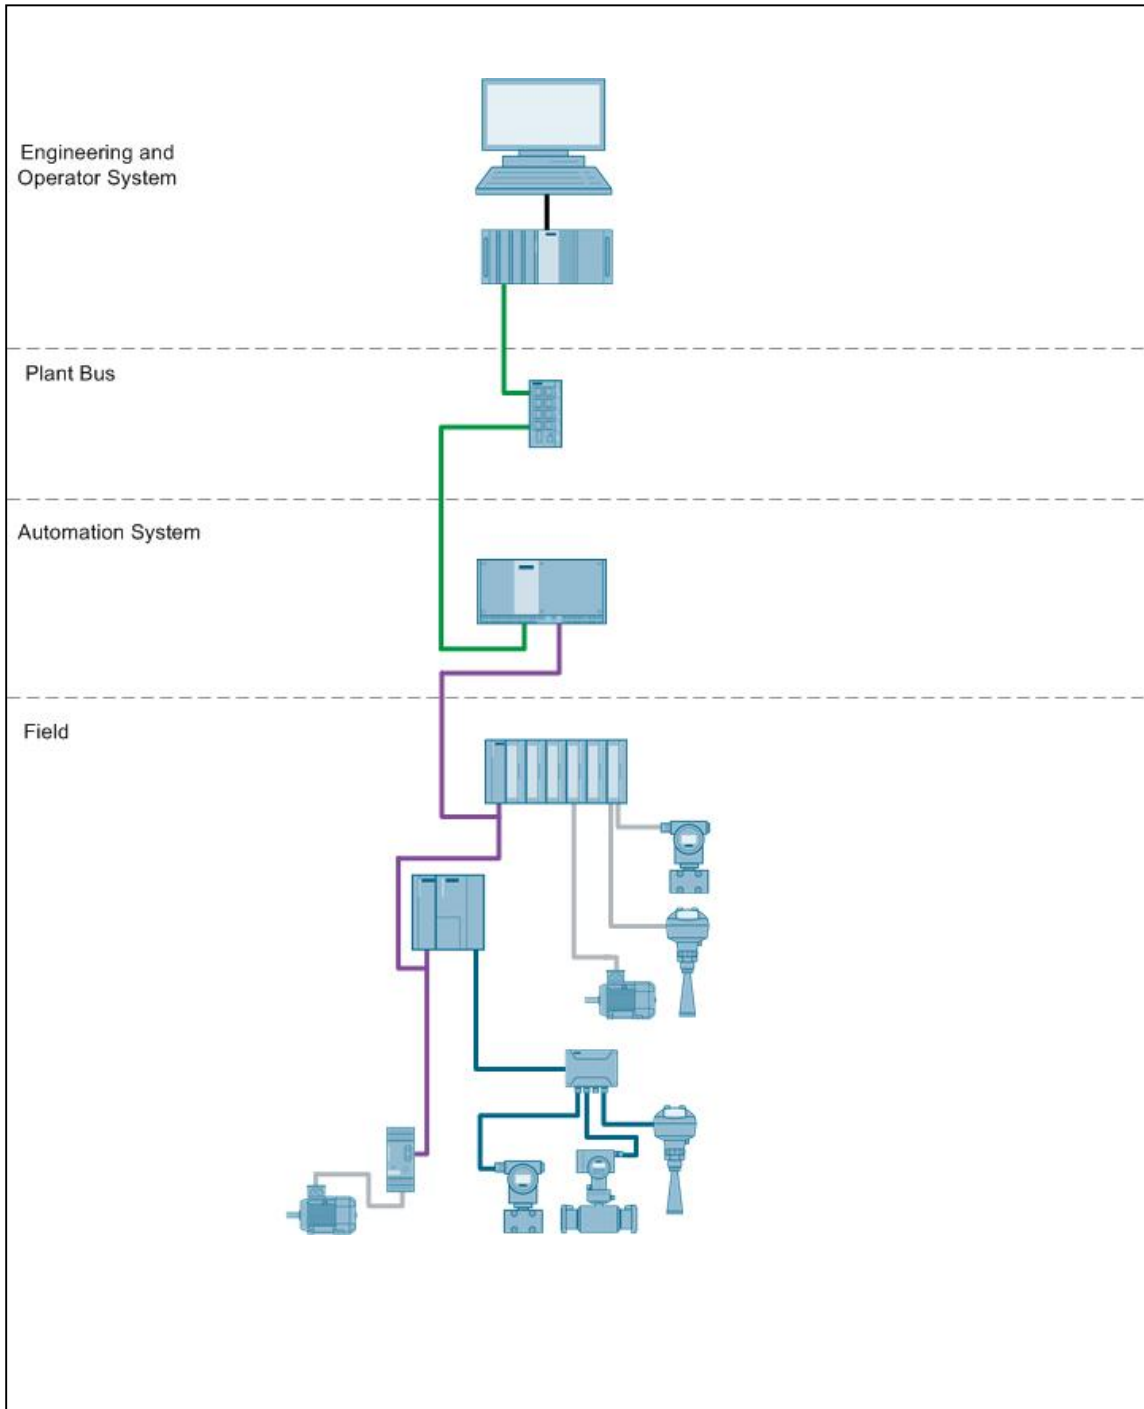 Engineering and
Operator System
Plant Bus
Automation System
Field